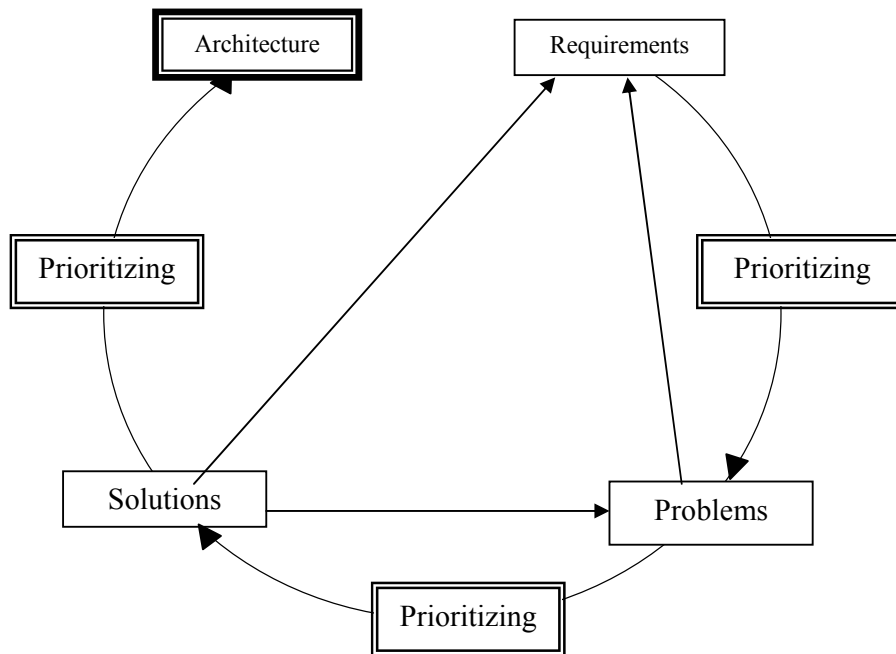 Architecture
Requirements
Prioritizing
Prioritizing
Solutions
Problems
Prioritizing